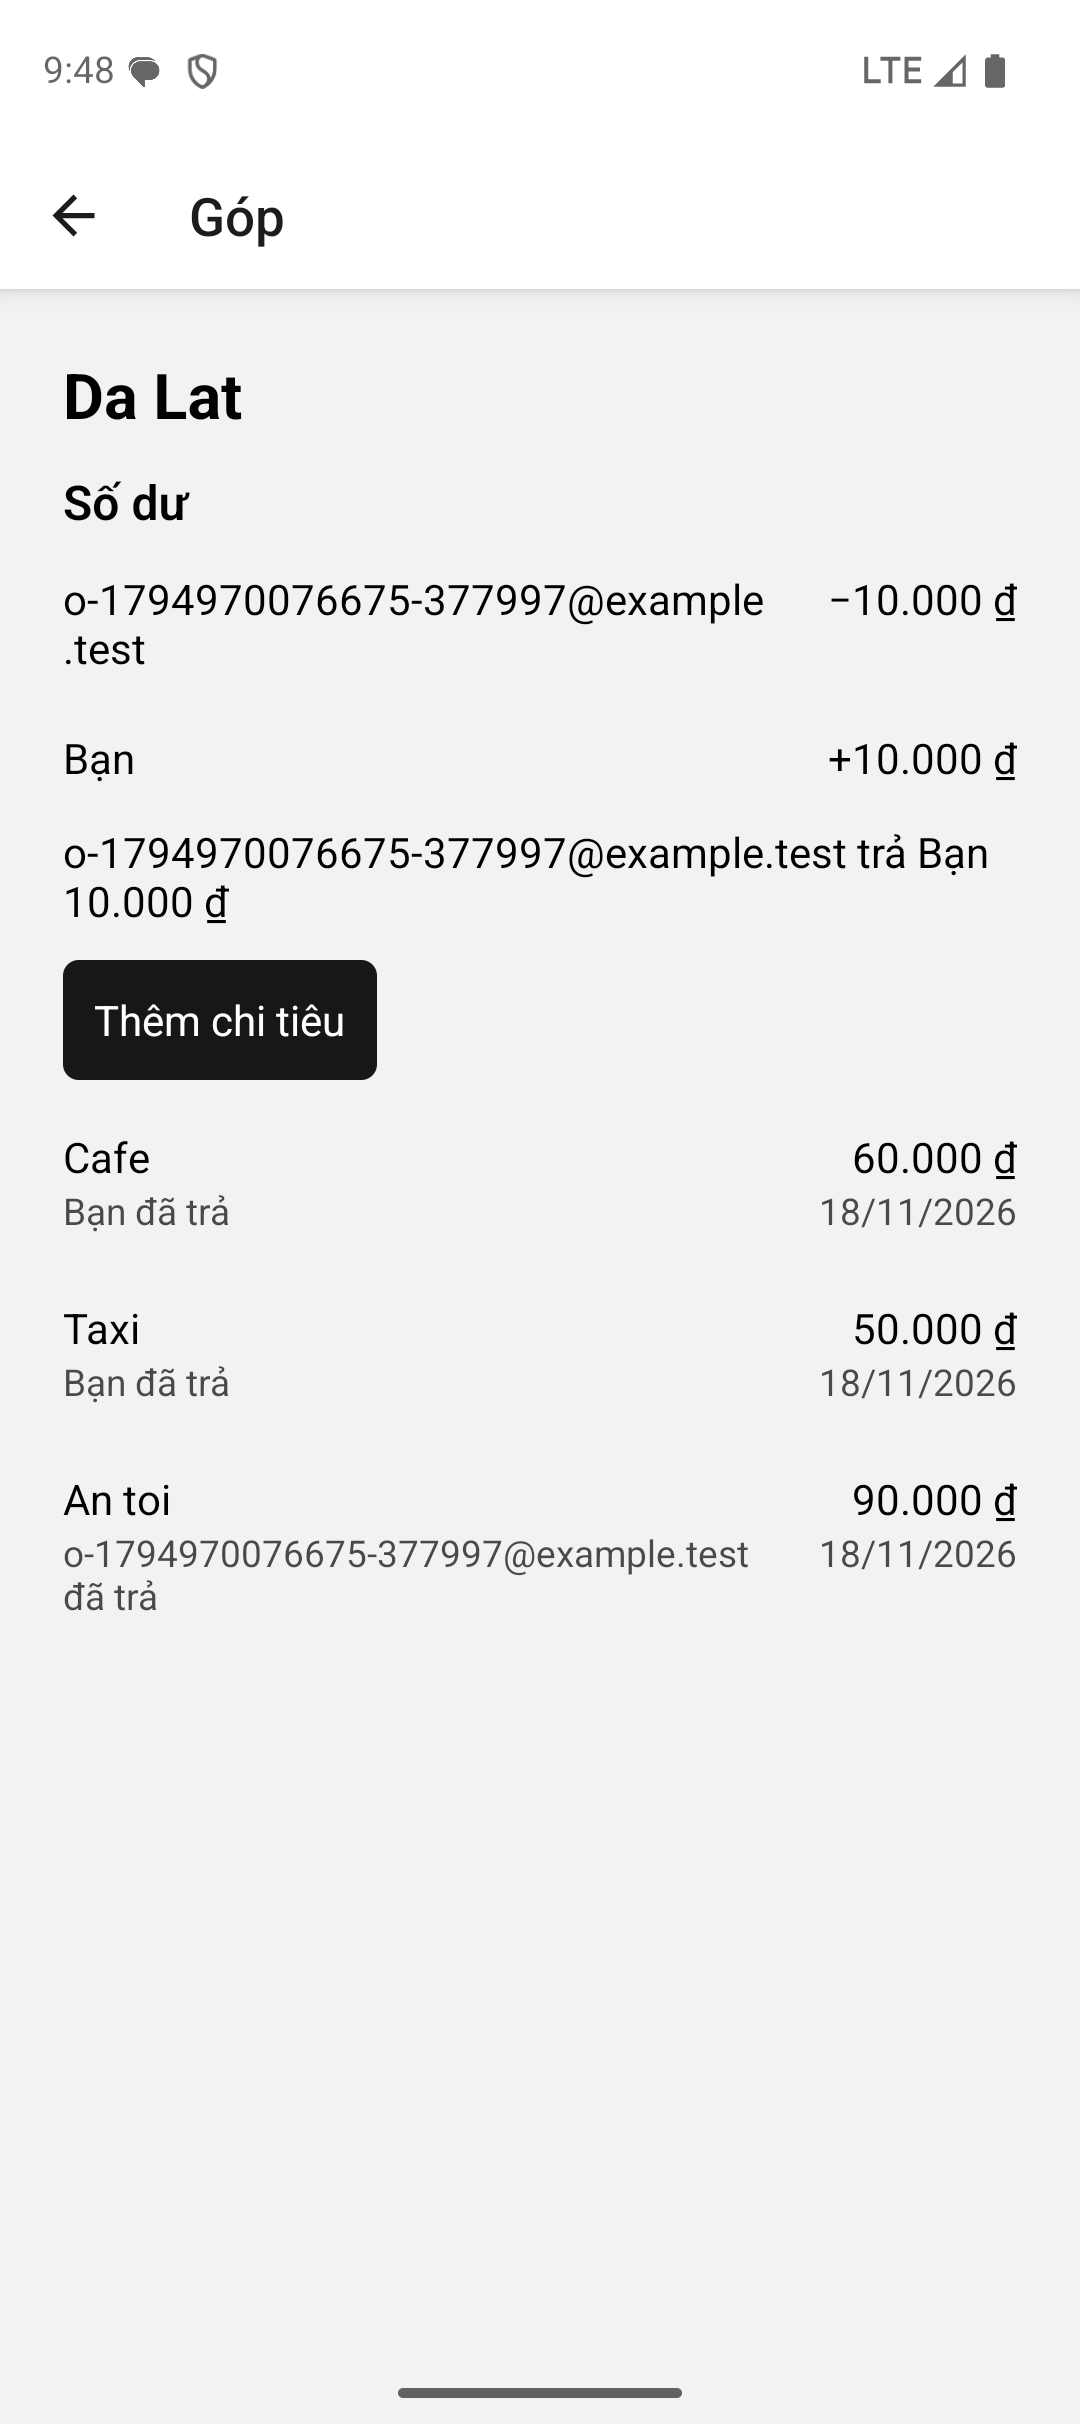 9:48
LTE
Góp
Da Lat
Số dư
o-1794970076675-377997@example −10.000 ₫
.test
Bạn +10.000 ₫
o-1794970076675-377997@example.test trả Bạn
10.000 ₫
Thêm chi tiêu
Cafe 60.000 ₫
Bạn đã trả 18/11/2026
Taxi 50.000 ₫
Bạn đã trả 18/11/2026
An toi 90.000 ₫
o-1794970076675-377997@example.test 18/11/2026
đã trả